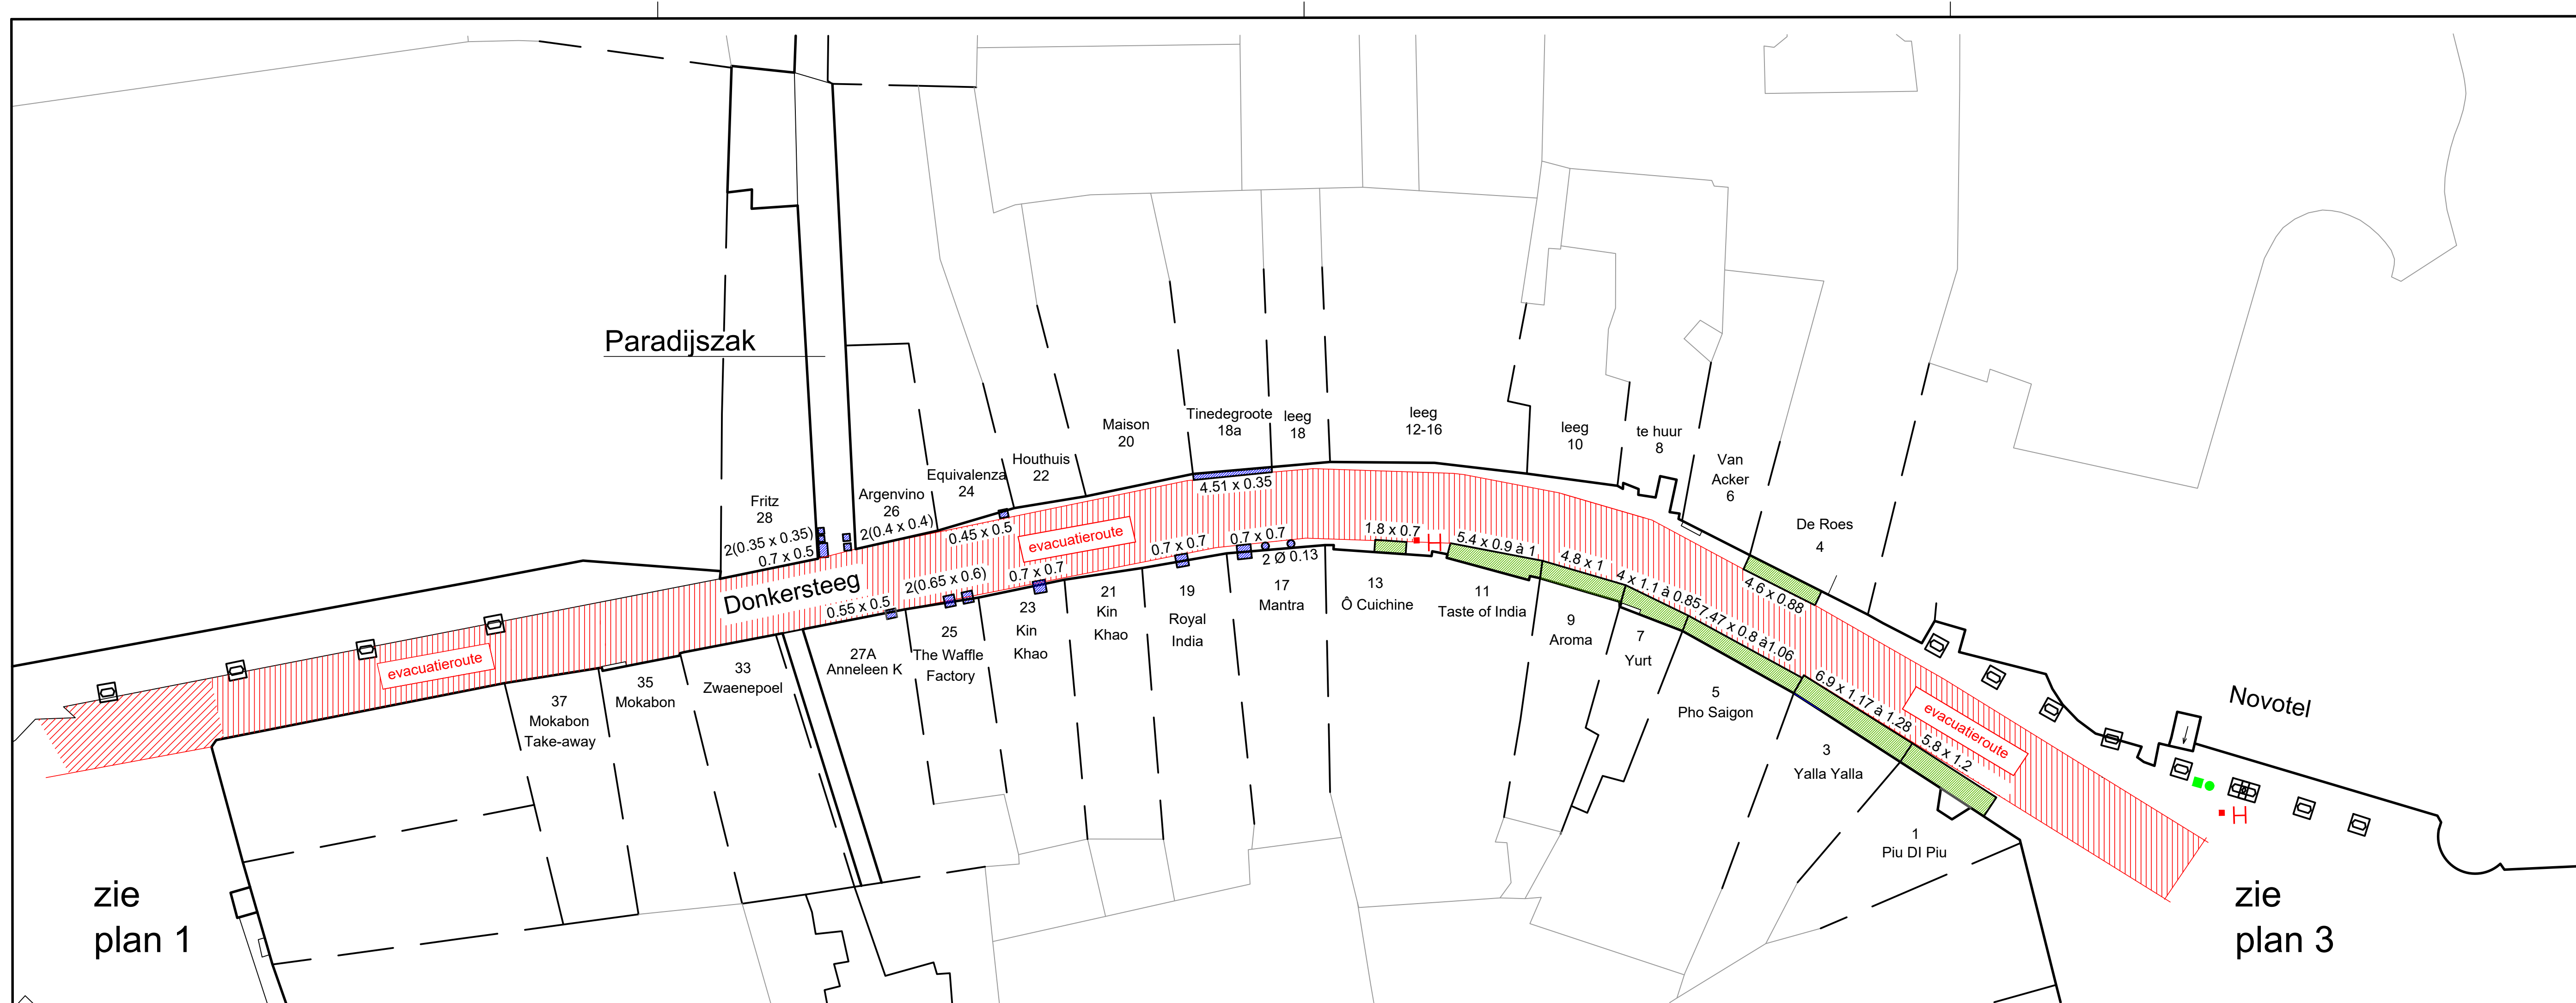 Paradijszak
Fritz
28
2(0.35 x 0.35)
0.7 x 0.5
Argenvino
26
2(0.4 x 0.4)
Equivalenza
24
0.45 x 0.5
Houthuis
22
Maison
20
Tinedegroote
18a
4.51 x 0.35
leeg
18
leeg
12-16
leeg
10
te huur
8
Van
Acker
6
De Roes
4
4.6 x 0.88
Novotel
evacuatieroute
Donkersteeg
evacuatieroute
evacuatieroute
37
Mokabon
Take-away
35
Mokabon
33
Zwaenepoel
0.55 x 0.5
27A
Anneleen K
2(0.65 x 0.6)
25
The Waffle
Factory
0.7 x 0.7
23
Kin
Khao
21
Kin
Khao
0.7 x 0.7
19
Royal
India
0.7 x 0.7
2 Ø 0.13
17
Mantra
1.8 x 0.7
H
13
Ô Cuichine
5.4 x 0.9 à 1
11
Taste of India
4.8 x 1
9
Aroma
4 x 1.1 à 0.85
7
Yurt
7.47 x 0.8 à1.06
5
Pho Saigon
6.9 x 1.17 à 1.28
3
Yalla Yalla
5.8 x 1.2
1
Piu DI Piu
H
zie
plan 1
zie
plan 3